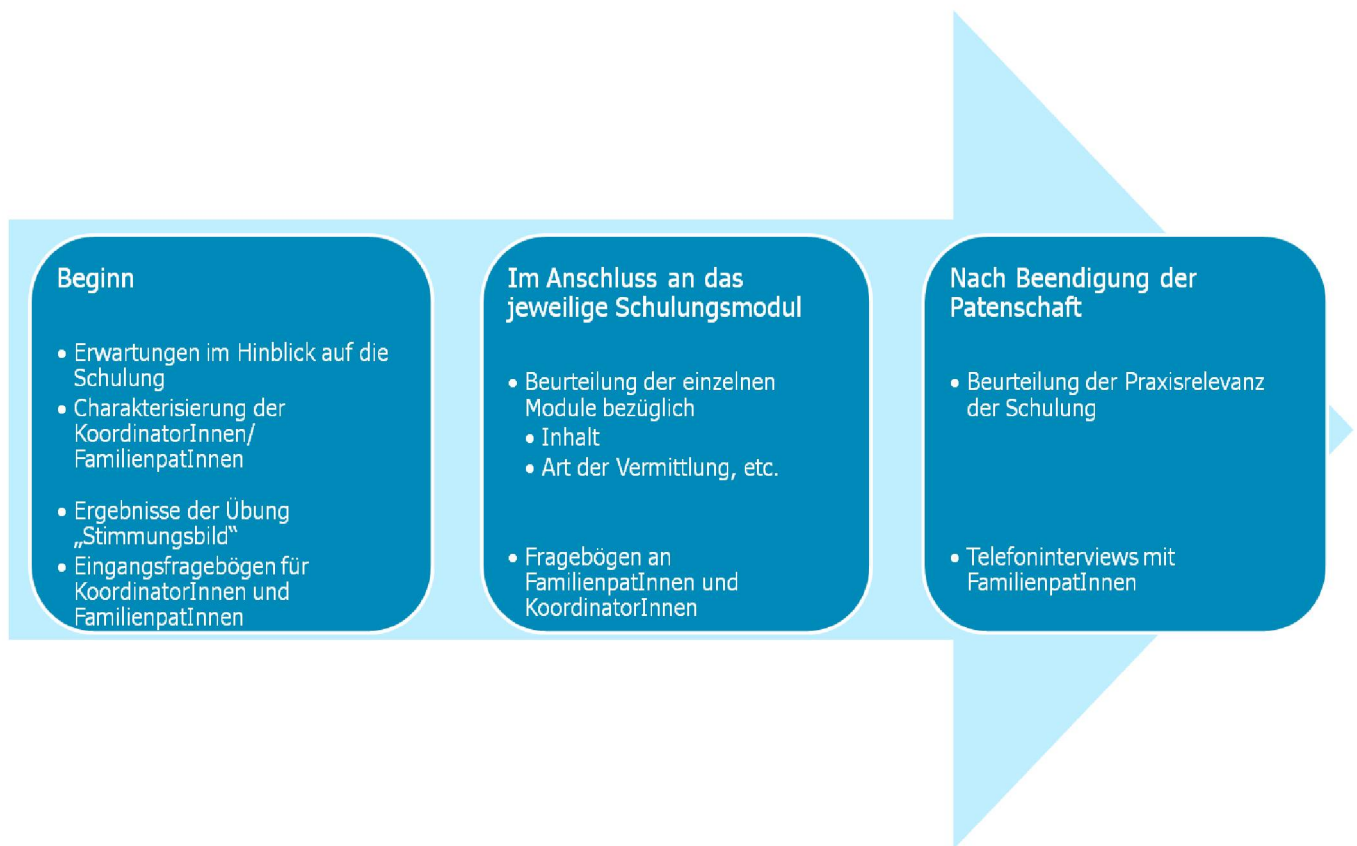 Beginn
• Erwartungen im Hinblick auf die
Schulung
• Charakterisierung der
KoordinatorInnen/
FamilienpatInnen
• Ergebnisse der Übung
„Stimmungsbild“
• Eingangsfragebögen für
KoordinatorInnen und
FamilienpatInnen
Im Anschluss an das
jeweilige Schulungsmodul
• Beurteilung der einzelnen
Module bezüglich
• Inhalt
• Art der Vermittlung, etc.
• Fragebögen an
FamilienpatInnen und
KoordinatorInnen
Nach Beendigung der
Patenschaft
• Beurteilung der Praxisrelevanz
der Schulung
• Telefoninterviews mit
FamilienpatInnen